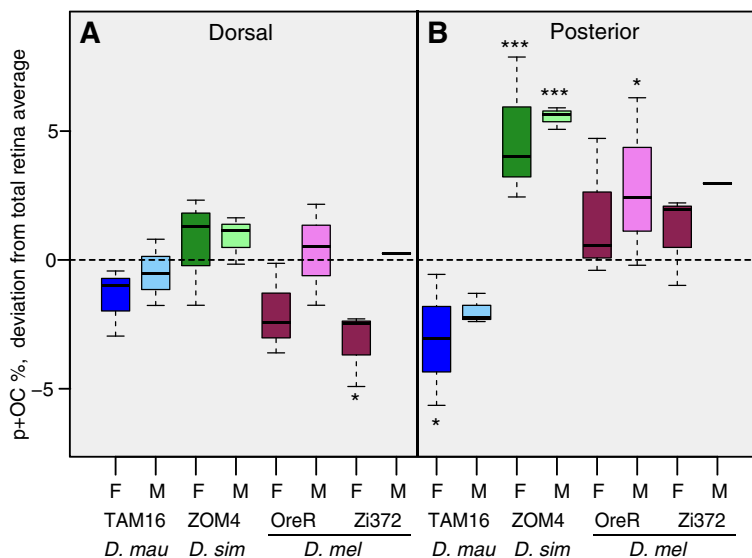 A Dorsal B Posterior
*** *** *
5
0
−5
* *
p+OC %, deviation from total retina average
F M F M F M F M F M F M F M F M
TAM16 ZOM4 OreR Zi372 TAM16 ZOM4 OreR Zi372
D. mau D. sim D. mel D. mau D. sim D. mel